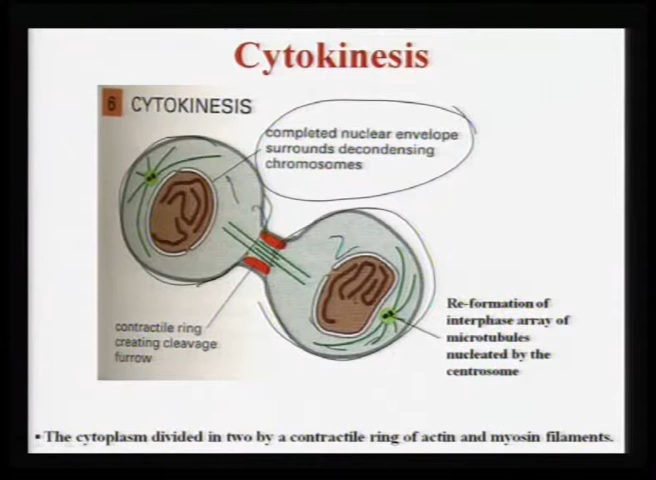 Cytokinesis
6 CYTOKINESIS
completed nuclear envelope
surrounds decondensing
chromosomes
contractile ring
creating cleavage
furrow
Re-formation of
interphase array of
microtubules
nucleated by the
centrosome
▪ The cytoplasm divided in two by a contractile ring of actin and myosin filaments.